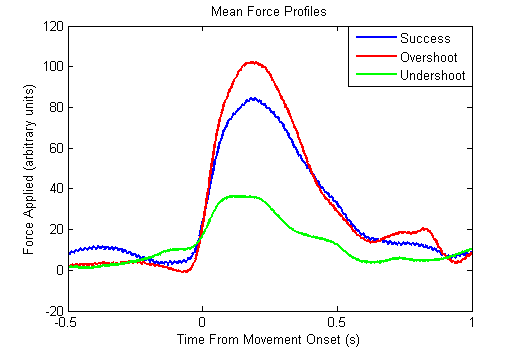 Mean Force Profiles
120
100
80
60
40
20
0
-20
Force Applied (arbitrary units)
Success
Overshoot
Undershoot
-0.5
0
0.5
1
Time From Movement Onset (s)